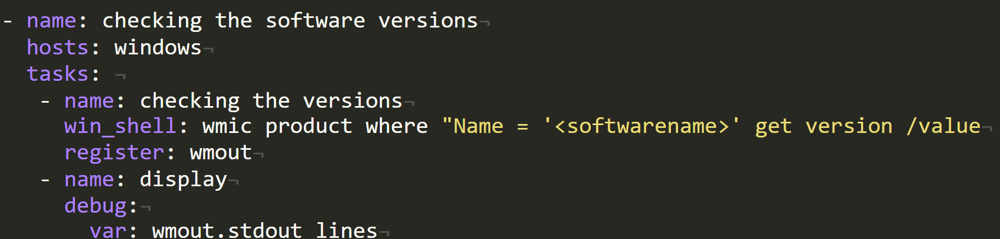 - name: checking the software versions¬
hosts: windows¬
tasks: ¬
- name: checking the versions¬
win_shell: wmic product where "Name = '<softwarename>' get version /value¬
register: wmout¬
- name: display¬
debug:¬
var: wmout.stdout_lines¬